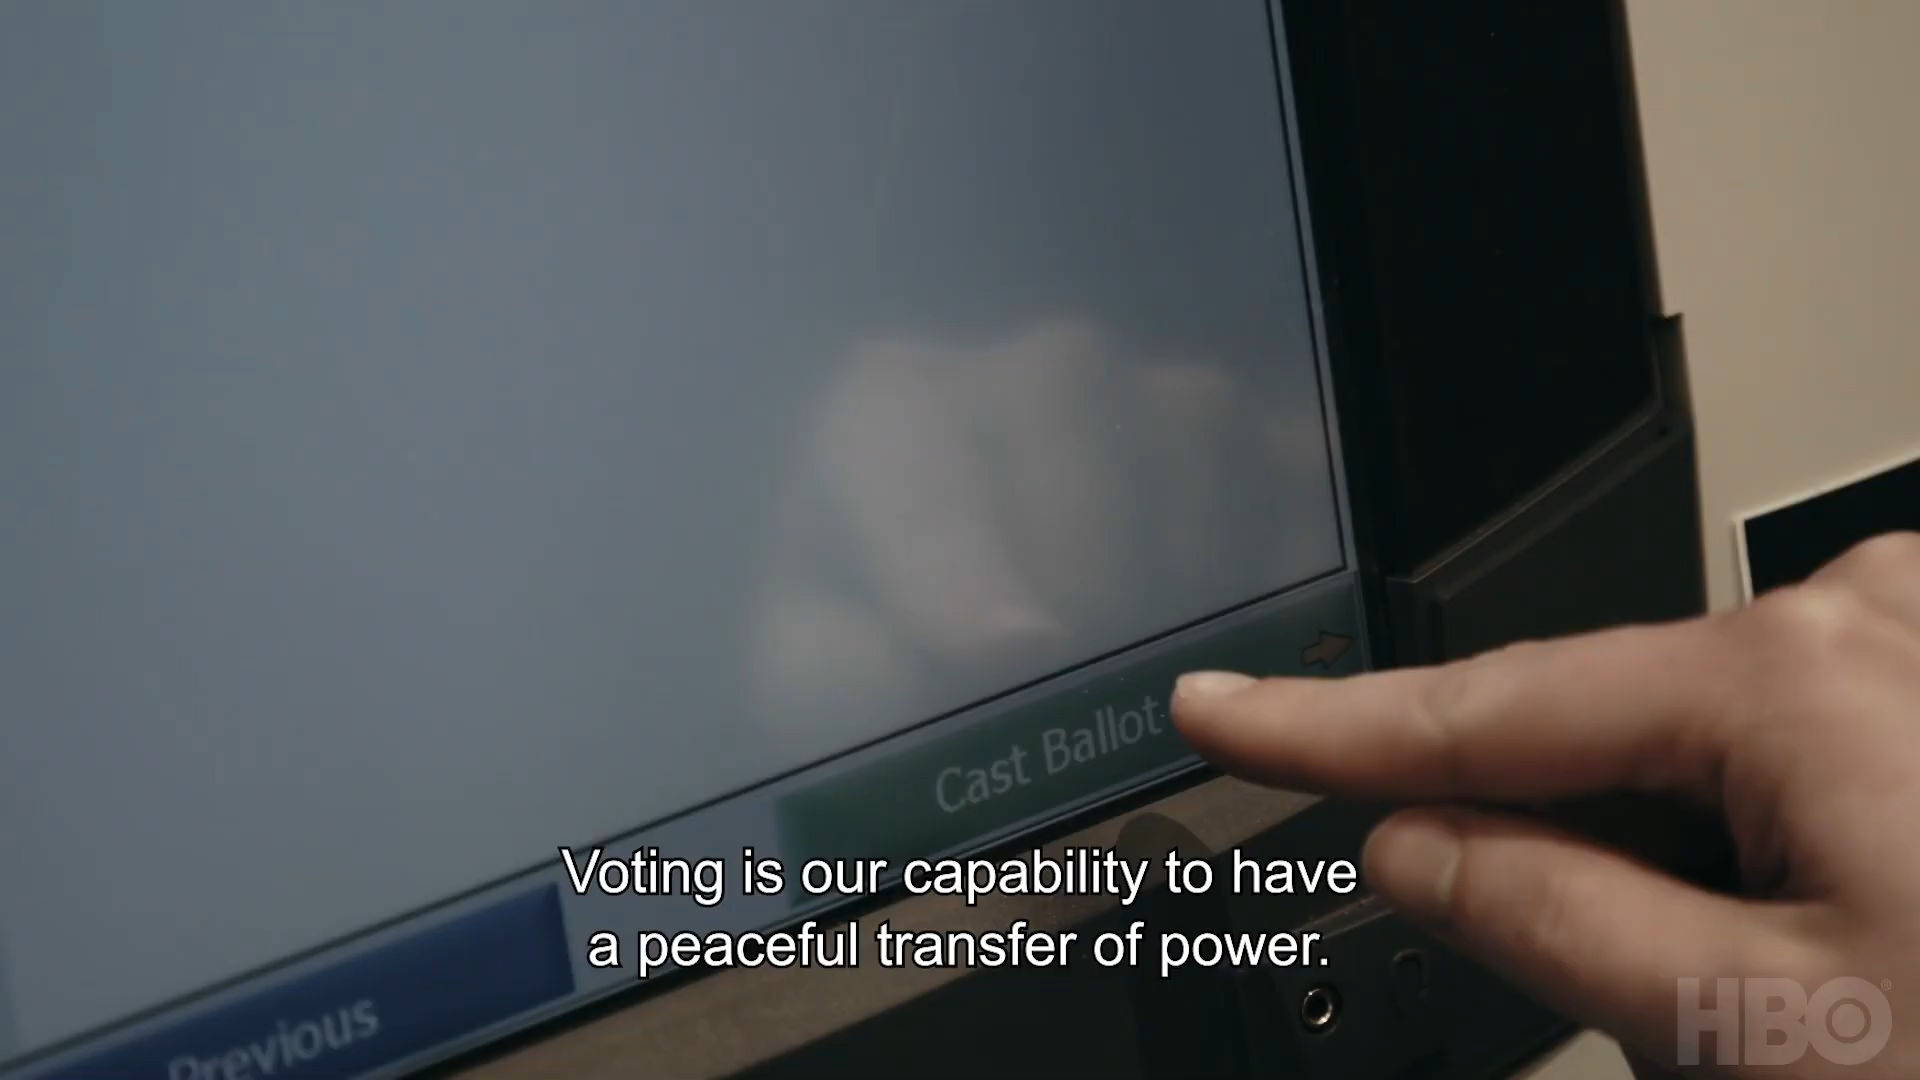 Cast Ballot
Voting is our capability to have
a peaceful transfer of power.
Previous
HBO®